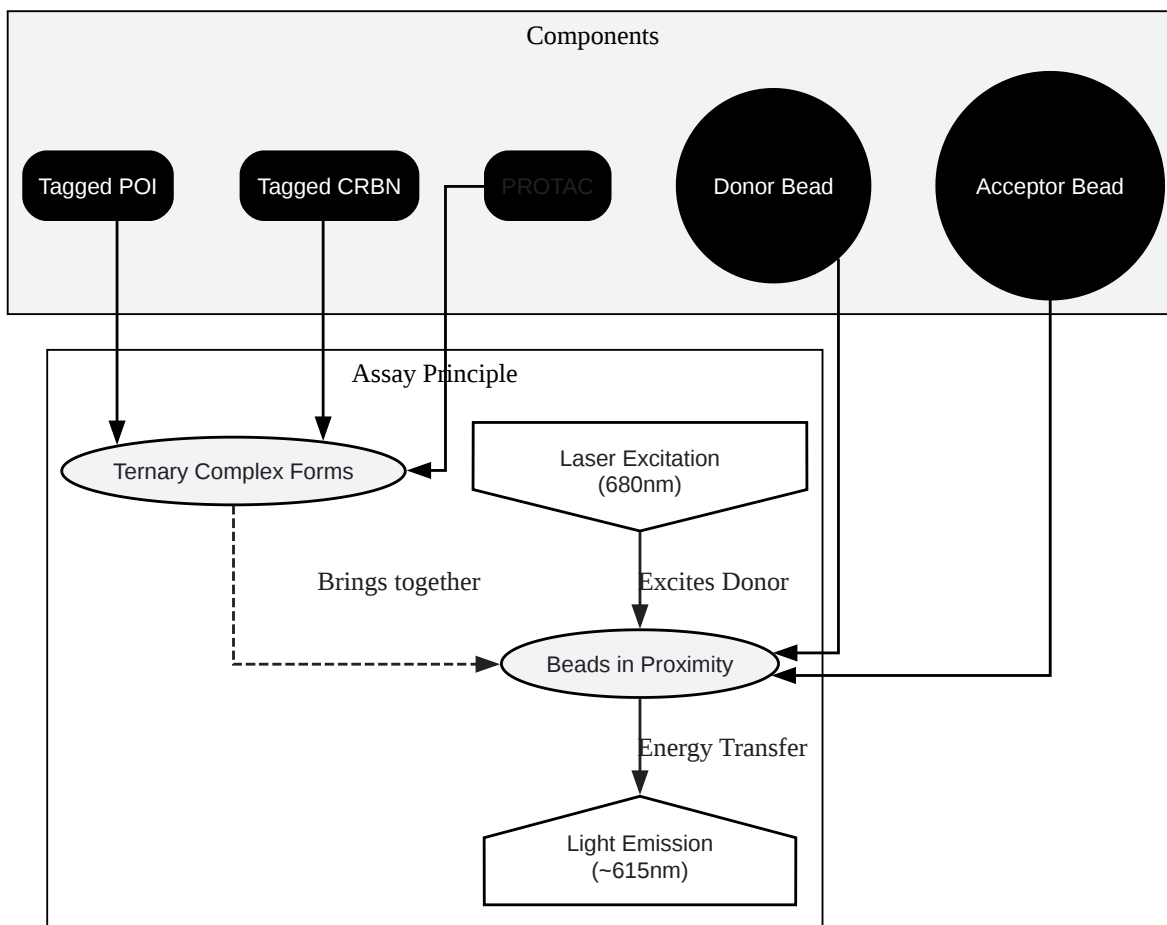 Components
Tagged POI
Tagged CRBN
PROTAC
Donor Bead
Acceptor Bead
Assay Principle
Ternary Complex Forms
Laser Excitation
(680nm)
Brings together
Excites Donor
Beads in Proximity
Energy Transfer
Light Emission
(~615nm)